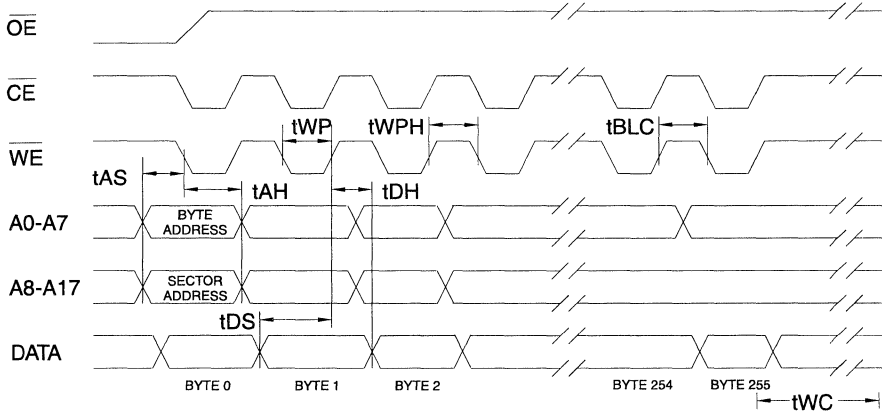 OE
CE
tWP
tWPH
tBLC
WE
tAS
tAH
tDH
A0-A7
BYTE
ADDRESS
A8-A17
SECTOR
ADDRESS
tDS
DATA
BYTE 0
BYTE 1
BYTE 2
BYTE 254
BYTE 255
tWC